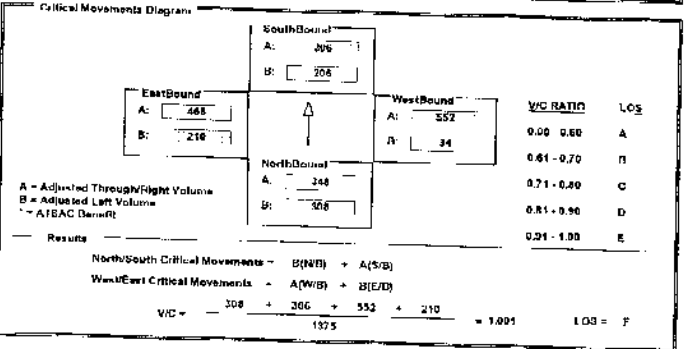 Critical Movements Diagram
SouthBound
A: 306
B: 206
EastBound
A: 468
B: 210
WestBound
A: 552
B: 34
NorthBound
A: 348
B: 308
V/C RATIO LOS
0.00 - 0.60 A
0.61 - 0.70 B
0.71 - 0.80 C
0.81 - 0.90 D
0.91 - 1.00 E
A = Adjusted Through/Right Volume
B = Adjusted Left Volume
* = ATSAC Benefit
Results
North/South Critical Movements = B(N/B) + A(S/B)
West/East Critical Movements = A(W/B) + B(E/B)
V/C = 308 + 306 + 552 + 210
1375
= 1.001 LOS = F